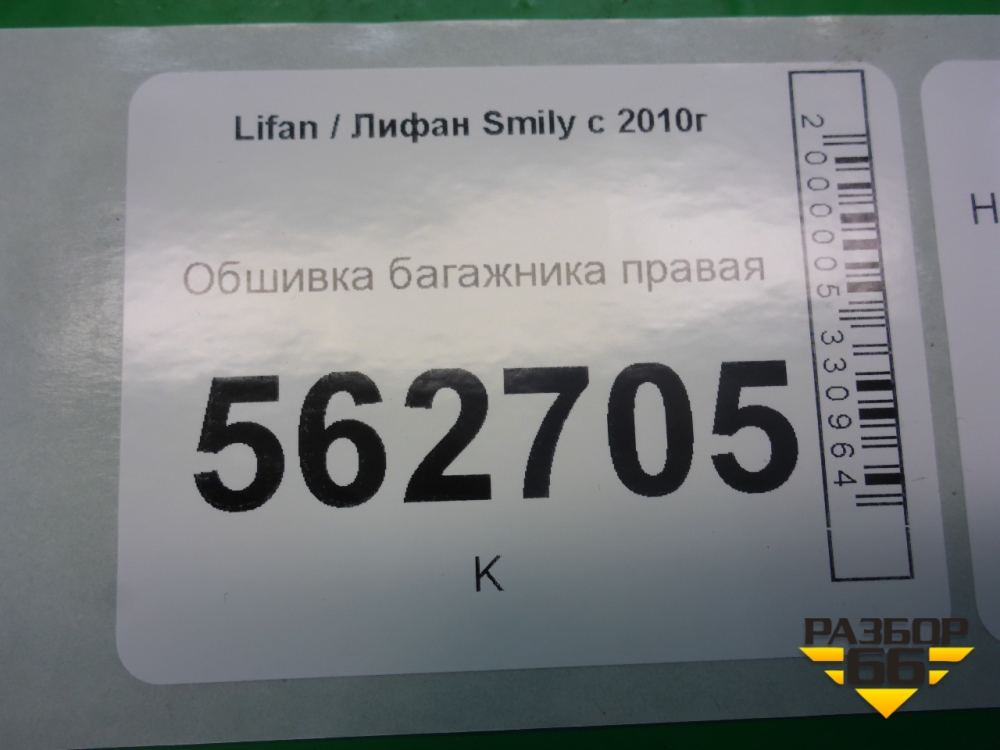 Lifan / Лифан Smily с 2010г
Обшивка багажника правая
562705
К
2000005330964
Н
РАЗБОР
66